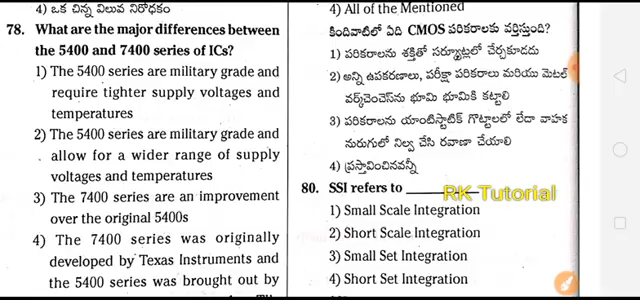 4) ఒక చిన్న విలువ నిరోధకం
78. What are the major differences between
the 5400 and 7400 series of ICs?
1) The 5400 series are military grade and
require tighter supply voltages and
temperatures
2) The 5400 series are military grade and
allow for a wider range of supply
voltages and temperatures
3) The 7400 series are an improvement
over the original 5400s
4) The 7400 series was originally
developed by Texas Instruments and
the 5400 series was brought out by
4) All of the Mentioned
కిందివాటిలో ఏది CMOS పరికరాలకు వర్తిస్తుంది?
1) పరికరాలను శక్తితో సర్క్యూట్లలో చేర్చకూడదు
2) అన్ని ఉపకరణాలు, పరీక్షా పరికరాలు మరియు మెటల్
వర్క్‌బెంచెస్‌ను భూమి భూమికి కట్టాలి
3) పరికరాలను యాంటిస్టాటిక్ గొట్టాలలో లేదా వాహక
నురుగులో నిల్వ చేసి రవాణా చేయాలి
4) ప్రస్తావించినవన్నీ
80. SSI refers to
RK Tutorial
1) Small Scale Integration
2) Short Scale Integration
3) Small Set Integration
4) Short Set Integration